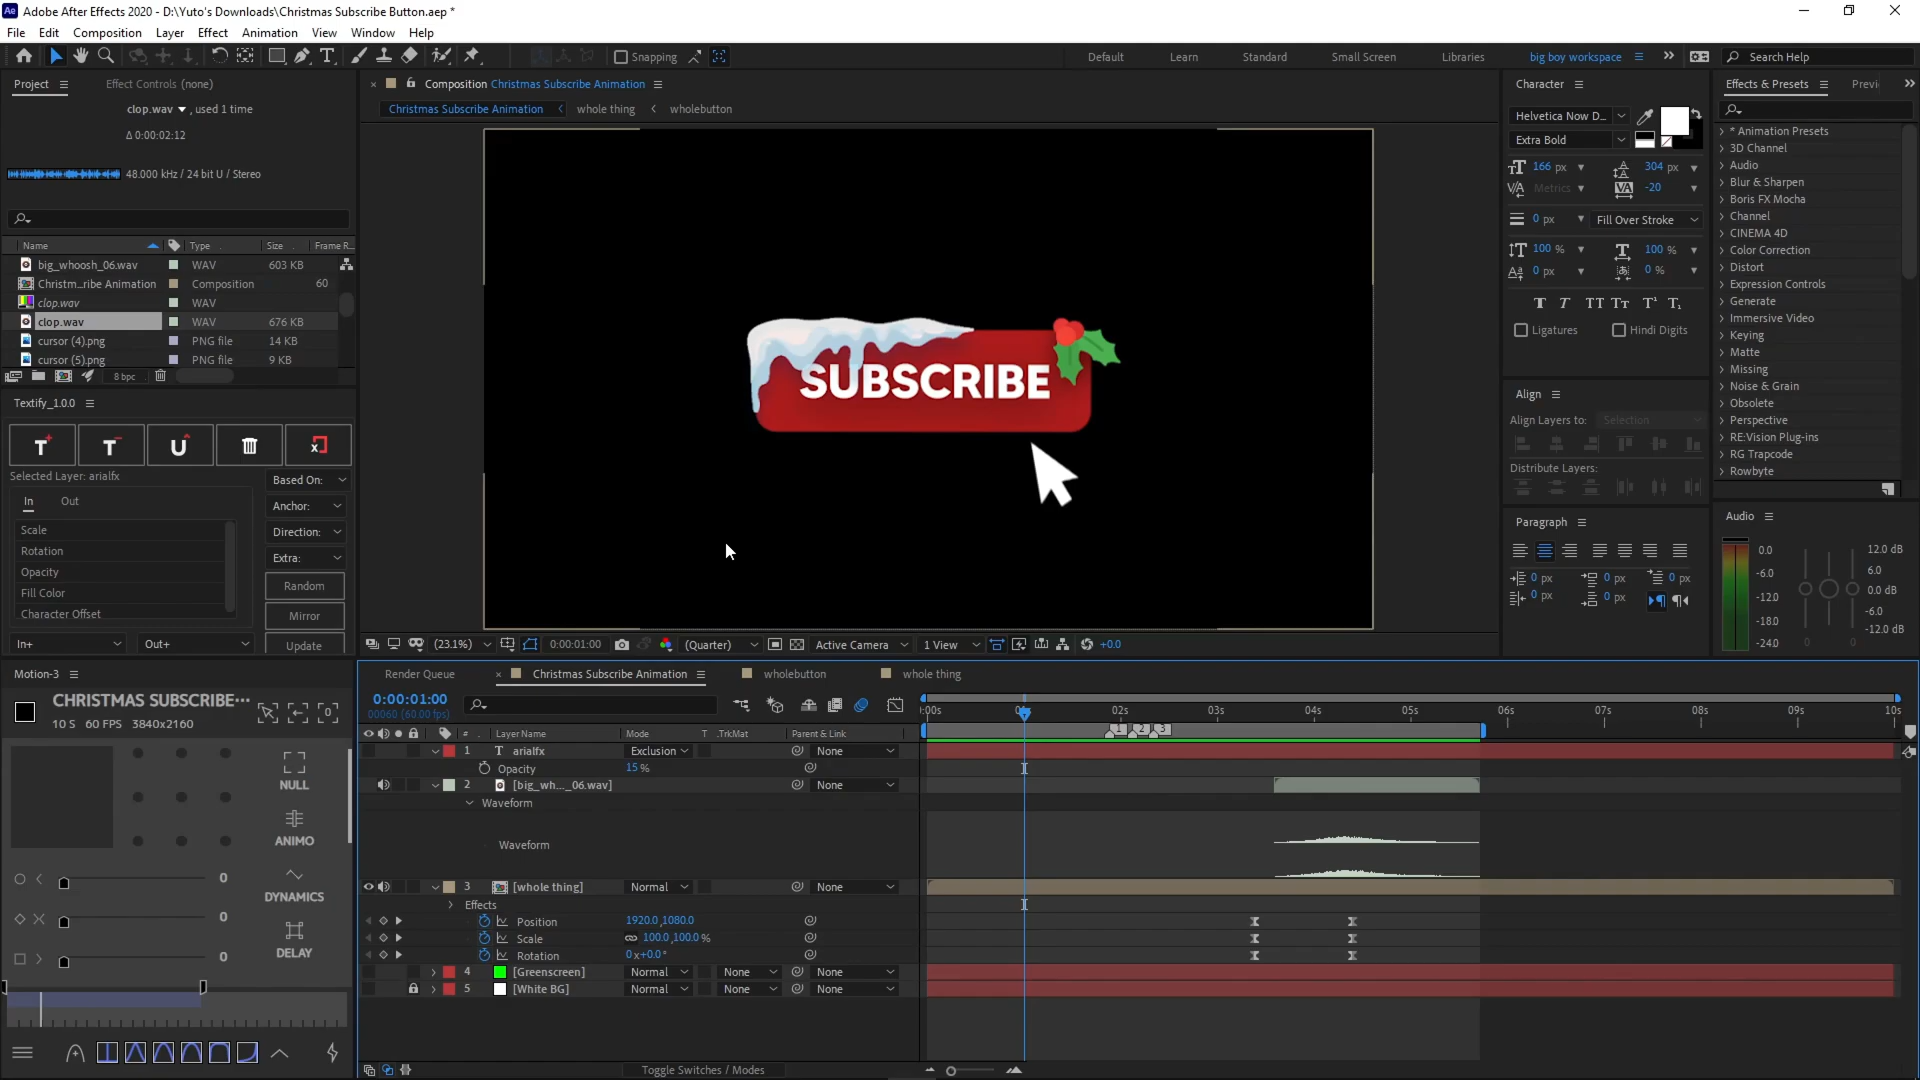 Adobe After Effects 2020 - D:\Yuto's Downloads\Christmas Subscribe Button.aep *
File Edit Composition Layer Effect Animation View Window Help
Snapping
Default Learn Standard Small Screen Libraries big boy workspace Search Help
Project Effect Controls (none)
clop.wav , used 1 time
Δ 0:00:02:12
48.000 kHz / 24 bit U / Stereo
Name Type Size Frame R...
big_whoosh_06.wav WAV 603 KB
Christm...ribe Animation Composition 60
clop.wav WAV
clop.wav WAV 676 KB
cursor (4).png PNG file 14 KB
cursor (5).png PNG file 9 KB
8 bpc
Textify_1.0.0
Selected Layer: arialfx
In Out
Scale
Rotation
Opacity
Fill Color
Character Offset
In+ Out+
Based On:
Anchor:
Direction:
Extra:
Random
Mirror
Update
Composition Christmas Subscribe Animation
Christmas Subscribe Animation whole thing wholebutton
SUBSCRIBE
(23.1%) 0:00:01:00 (Quarter) Active Camera 1 View +0.0
Character
Helvetica Now D...
Extra Bold
166 px 304 px
Metrics -20
0 px Fill Over Stroke
100 % 100 %
0 px 0 %
T T TT Tt T¹ T₁
Ligatures Hindi Digits
Align
Align Layers to: Selection
Distribute Layers:
Paragraph
0 px 0 px 0 px
0 px 0 px
Effects & Presets Previ
* Animation Presets
3D Channel
Audio
Blur & Sharpen
Boris FX Mocha
Channel
CINEMA 4D
Color Correction
Distort
Expression Controls
Generate
Immersive Video
Keying
Matte
Missing
Noise & Grain
Obsolete
Perspective
RE:Vision Plug-ins
RG Trapcode
Rowbyte
Audio
0.0 12.0 dB
-6.0 6.0
-12.0 0.0 dB
-18.0 -6.0
-24.0 -12.0 dB
0 0
Motion-3
CHRISTMAS SUBSCRIBE...
10 S 60 FPS 3840x2160
NULL
ANIMO
DYNAMICS
DELAY
0
0
0
Render Queue Christmas Subscribe Animation wholebutton whole thing
0:00:01:00
00060 (60.00 fps)
:00s 02s 03s 04s 05s 06s 07s 08s 09s 10s
1 2 3
# Layer Name Mode T .TrkMat Parent & Link
1 arialfx Exclusion None
Opacity 15 %
2 [big_wh..._06.wav] None
Waveform
Waveform
3 [whole thing] Normal None
Effects
Position 1920.0,1080.0
Scale 100.0,100.0 %
Rotation 0x+0.0°
4 [Greenscreen] Normal None None
5 [White BG] Normal None None
Toggle Switches / Modes